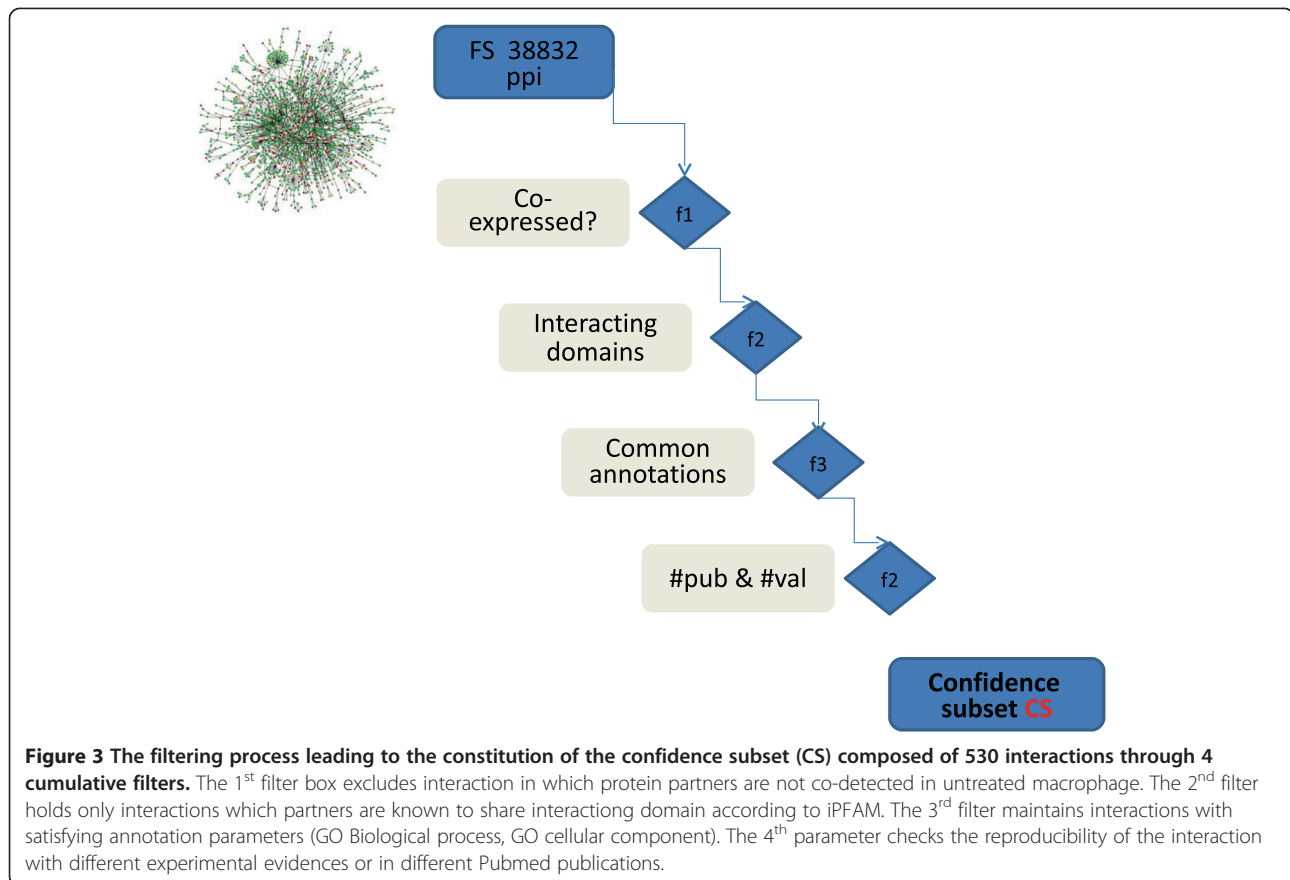 FS 38832
ppi
Co-
expressed?
f1
Interacting
domains
f2
Common
annotations
f3
#pub & #val
f2
Confidence
subset CS
Figure 3 The filtering process leading to the constitution of the confidence subset (CS) composed of 530 interactions through 4
cumulative filters. The 1st filter box excludes interaction in which protein partners are not co-detected in untreated macrophage. The 2nd filter
holds only interactions which partners are known to share interactiong domain according to iPFAM. The 3rd filter maintains interactions with
satisfying annotation parameters (GO Biological process, GO cellular component). The 4th parameter checks the reproducibility of the interaction
with different experimental evidences or in different Pubmed publications.